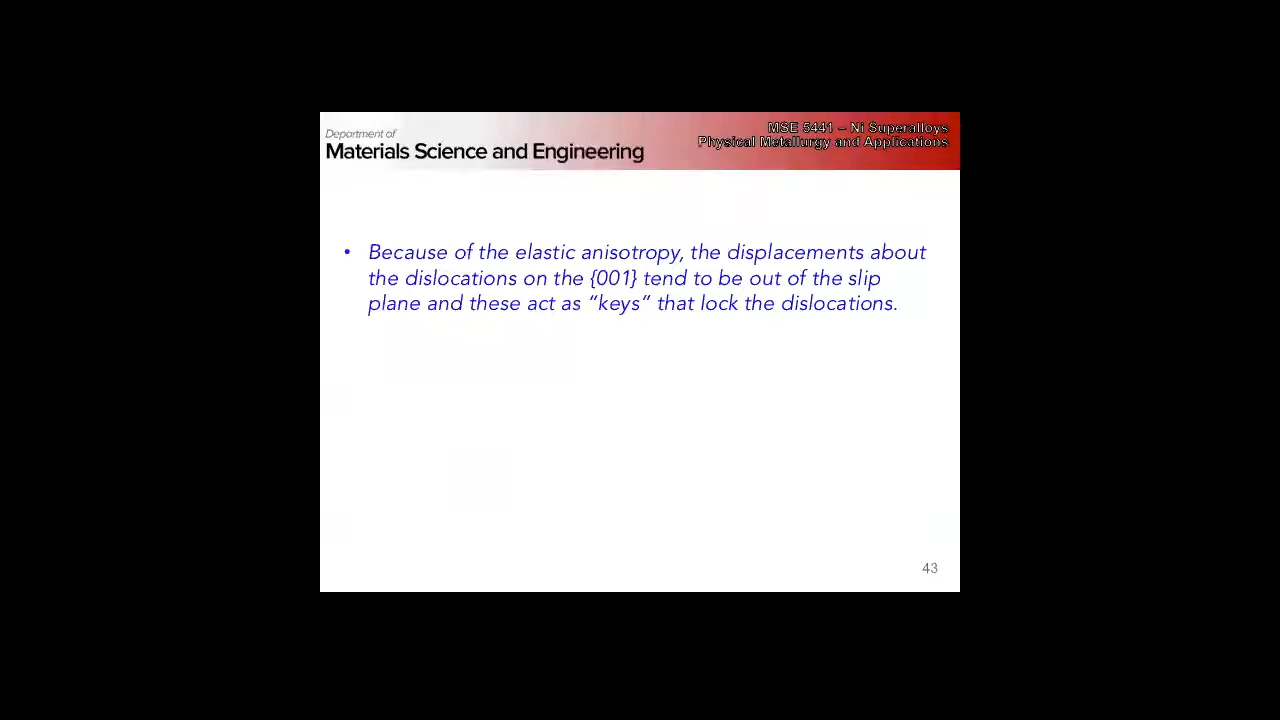 Department of
Materials Science and Engineering
MSE 5441 – Ni Superalloys
Physical Metallurgy and Applications
• Because of the elastic anisotropy, the displacements about
the dislocations on the {001} tend to be out of the slip
plane and these act as “keys” that lock the dislocations.
43